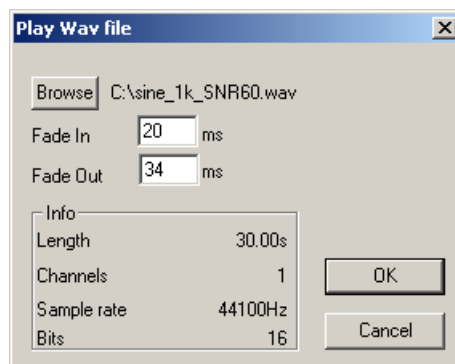 Play Wav file
Browse C:\sine_1k_SNR60.wav
Fade In 20 ms
Fade Out 34 ms
Info
Length 30.00s
Channels 1
Sample rate 44100Hz
Bits 16
OK
Cancel